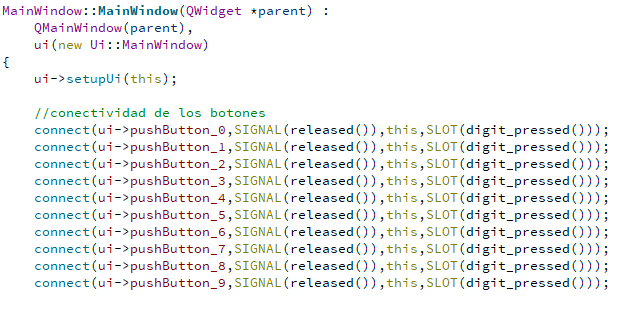 MainWindow::MainWindow(QWidget *parent) :
    QMainWindow(parent),
    ui(new Ui::MainWindow)
{
    ui->setupUi(this);

    //conectividad de los botones
    connect(ui->pushButton_0,SIGNAL(released()),this,SLOT(digit_pressed()));
    connect(ui->pushButton_1,SIGNAL(released()),this,SLOT(digit_pressed()));
    connect(ui->pushButton_2,SIGNAL(released()),this,SLOT(digit_pressed()));
    connect(ui->pushButton_3,SIGNAL(released()),this,SLOT(digit_pressed()));
    connect(ui->pushButton_4,SIGNAL(released()),this,SLOT(digit_pressed()));
    connect(ui->pushButton_5,SIGNAL(released()),this,SLOT(digit_pressed()));
    connect(ui->pushButton_6,SIGNAL(released()),this,SLOT(digit_pressed()));
    connect(ui->pushButton_7,SIGNAL(released()),this,SLOT(digit_pressed()));
    connect(ui->pushButton_8,SIGNAL(released()),this,SLOT(digit_pressed()));
    connect(ui->pushButton_9,SIGNAL(released()),this,SLOT(digit_pressed()));